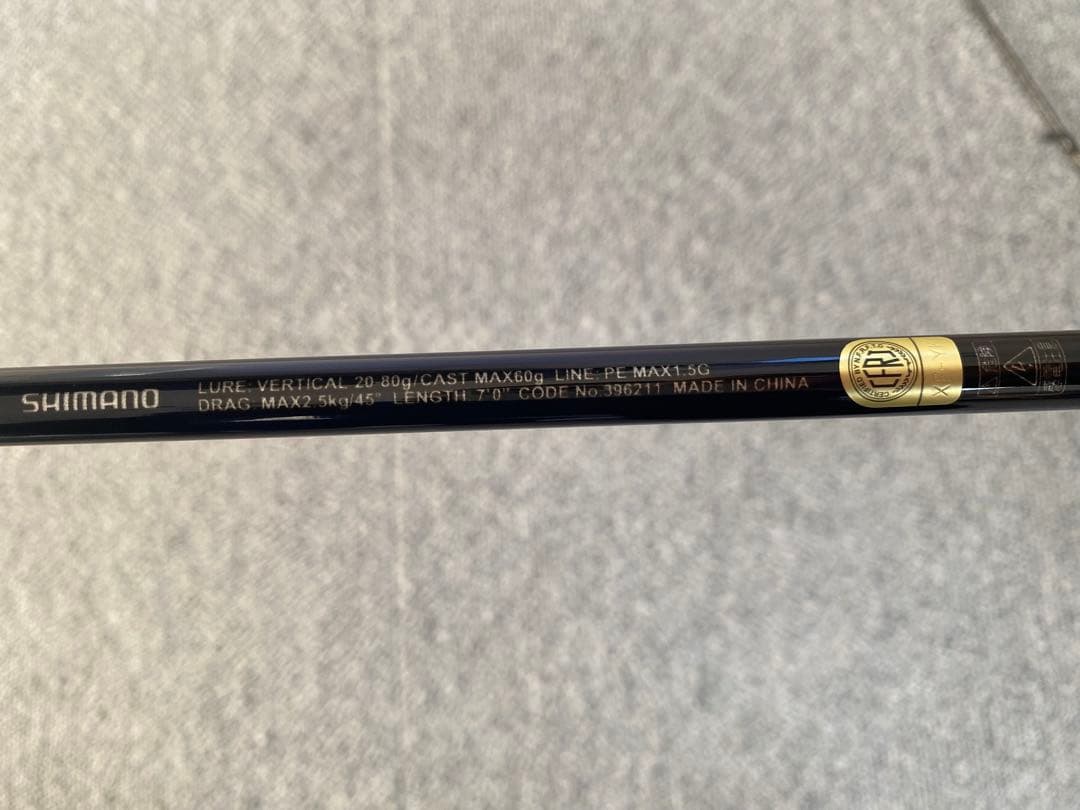 SHIMANO
LURE: VERTICAL 20-80g/CAST MAX60g LINE: PE MAX1.5G
DRAG: MAX2.5kg/45° LENGTH 7'0" CODE No.396211 MADE IN CHINA